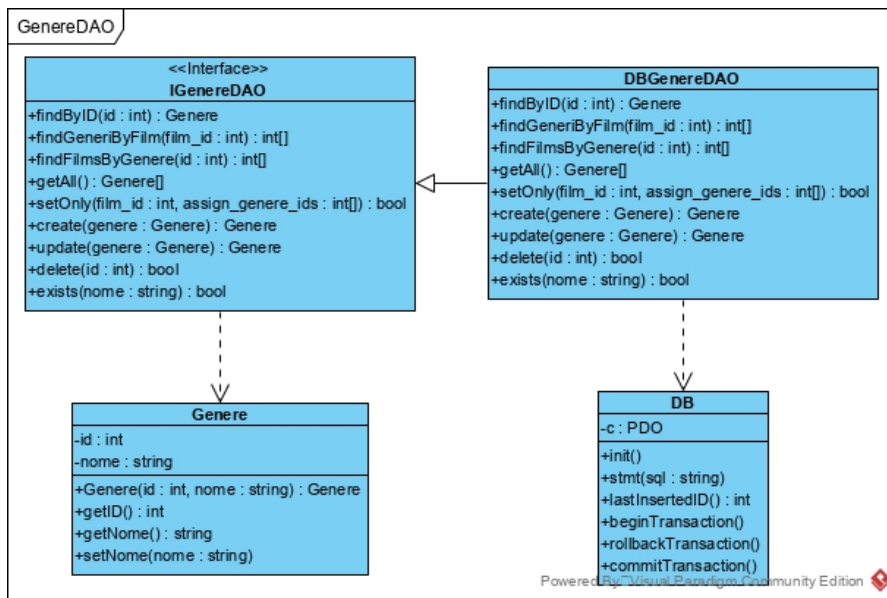 GenereDAO
<<Interface>>
IGenereDAO
+findByID(id : int) : Genere
+findGeneriByFilm(film_id : int) : int[]
+findFilmsByGenere(id : int) : int[]
+getAll() : Genere[]
+setOnly(film_id : int, assign_genere_ids : int[]) : bool
+create(genere : Genere) : Genere
+update(genere : Genere) : Genere
+delete(id : int) : bool
+exists(nome : string) : bool
DBGenereDAO
+findByID(id : int) : Genere
+findGeneriByFilm(film_id : int) : int[]
+findFilmsByGenere(id : int) : int[]
+getAll() : Genere[]
+setOnly(film_id : int, assign_genere_ids : int[]) : bool
+create(genere : Genere) : Genere
+update(genere : Genere) : Genere
+delete(id : int) : bool
+exists(nome : string) : bool
Genere
-id : int
-nome : string
+Genere(id : int, nome : string) : Genere
+getID() : int
+getNome() : string
+setNome(nome : string)
DB
-c : PDO
+init()
+stmt(sql : string)
+lastInsertedID() : int
+beginTransaction()
+rollbackTransaction()
+commitTransaction()
Powered By Visual Paradigm Community Edition